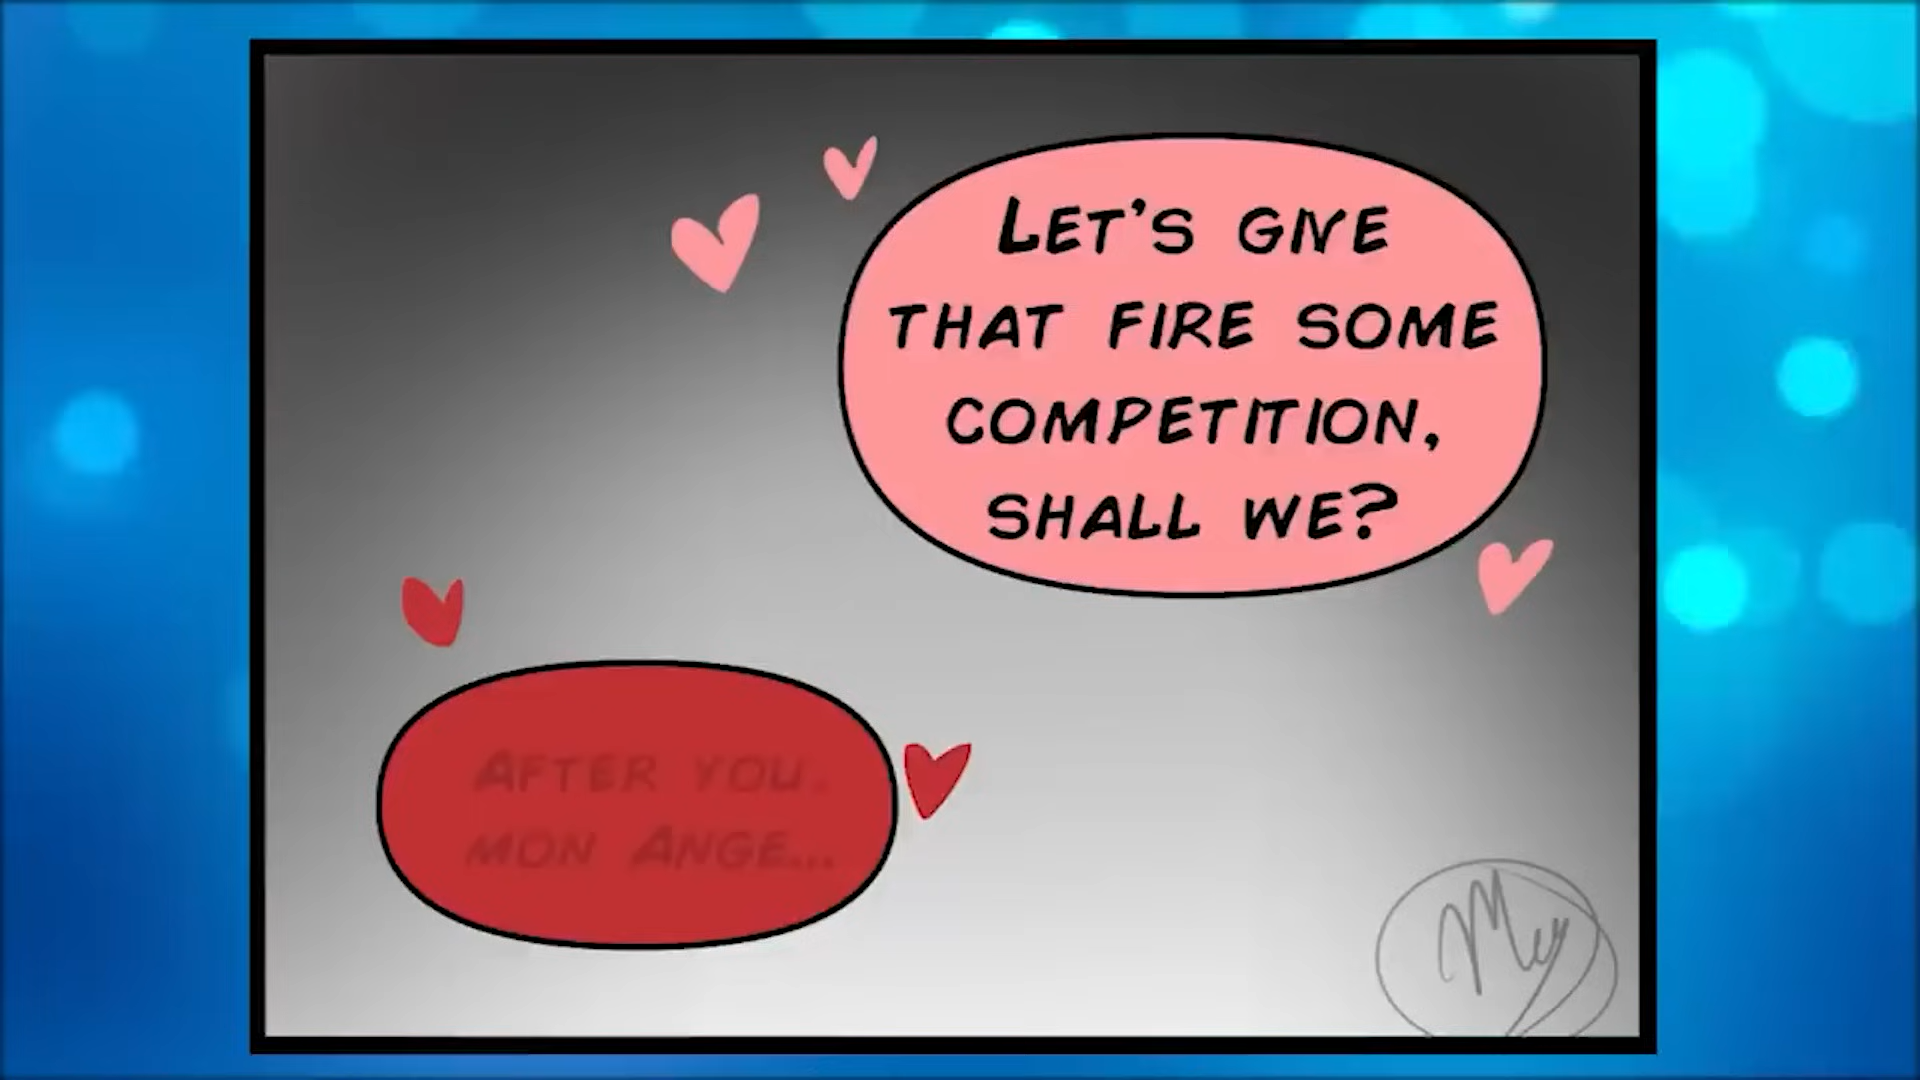 LET'S GIVE
THAT FIRE SOME
COMPETITION,
SHALL WE?
AFTER YOU,
MON ANGE...